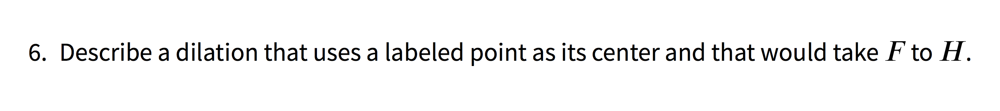 6. Describe a dilation that uses a labeled point as its center and that would take F to H.